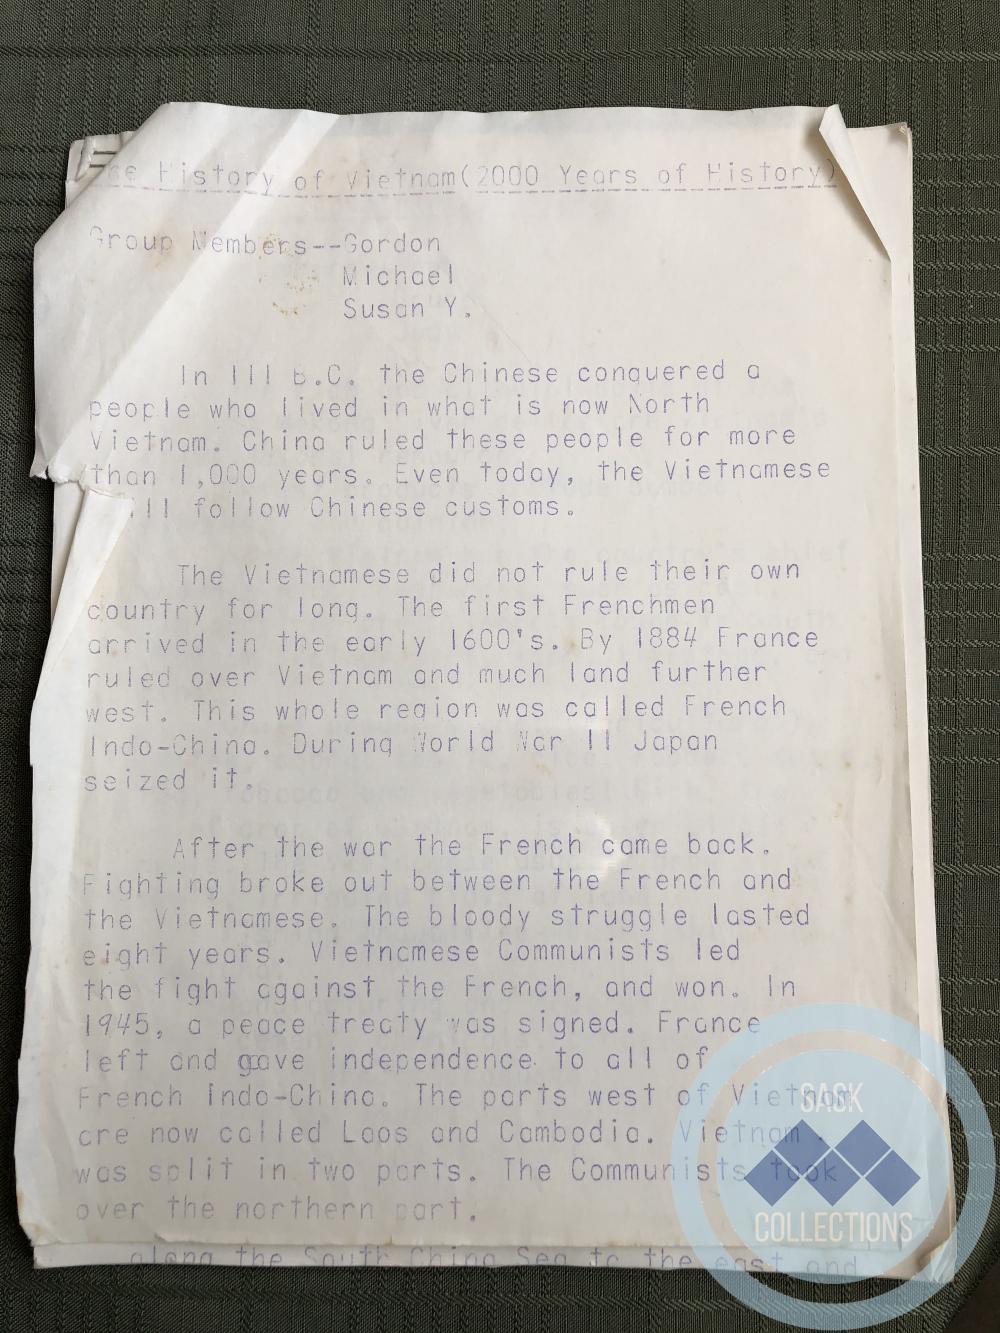 The History of Vietnam(2000 Years of History)
Group Members--Gordon
Michael
Susan Y.
In III B.C. the Chinese conquered a
people who lived in what is now North
Vietnam. China ruled these people for more
than 1,000 years. Even today, the Vietnamese
still follow Chinese customs.
The Vietnamese did not rule their own
country for long. The first Frenchmen
arrived in the early 1600's. By 1884 France
ruled over Vietnam and much land further
west. This whole region was called French
Indo-China. During World War II Japan
seized it.
After the war the French came back.
Fighting broke out between the French and
the Vietnamese. The bloody struggle lasted
eight years. Vietnamese Communists led
the fight against the French, and won. In
1945, a peace treaty was signed. France
left and gave independence to all of
French Indo-China. The parts west of Vietnam
are now called Laos and Cambodia. Vietnam
was split in two parts. The Communists took
over the northern part.
along the South China Sea to the east and
SASK
COLLECTIONS